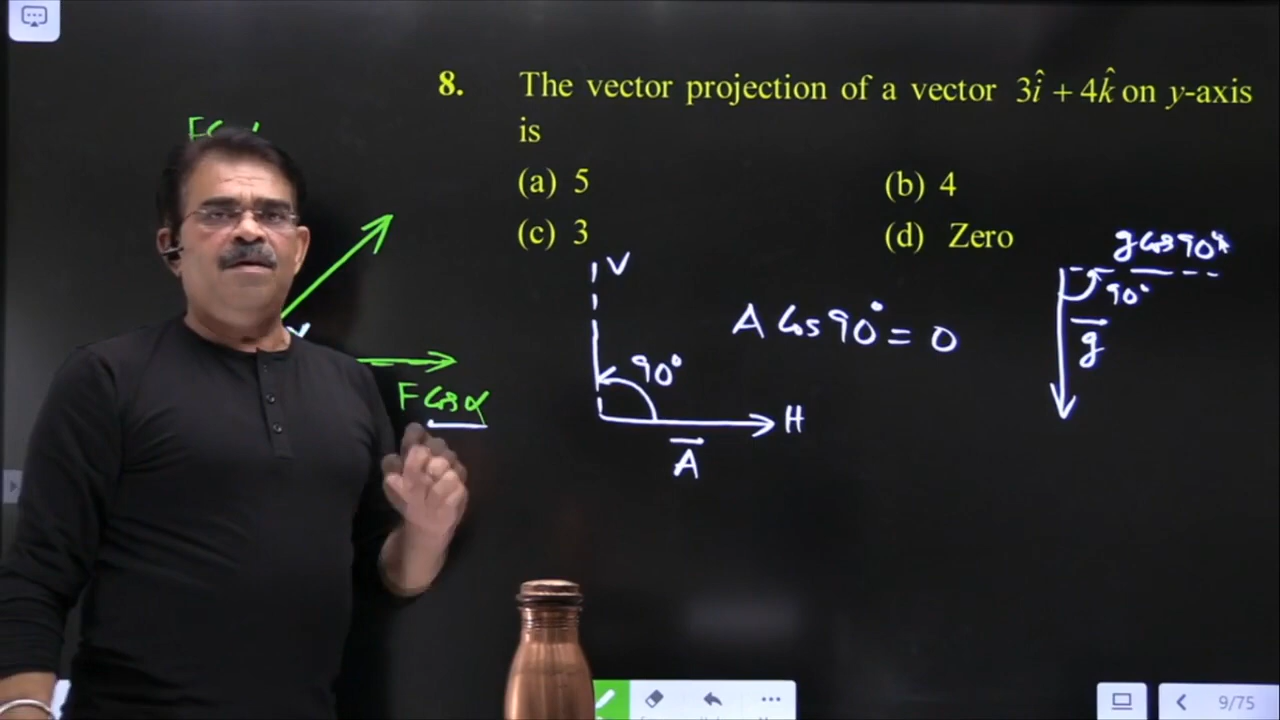 8. The vector projection of a vector 3î + 4k̂ on y-axis
is
(a) 5 (b) 4
(c) 3 (d) Zero
V
g Cos 90°
90°
g⃗
A Cos 90° = 0
90°
F Cos α
H
A⃗
9/75